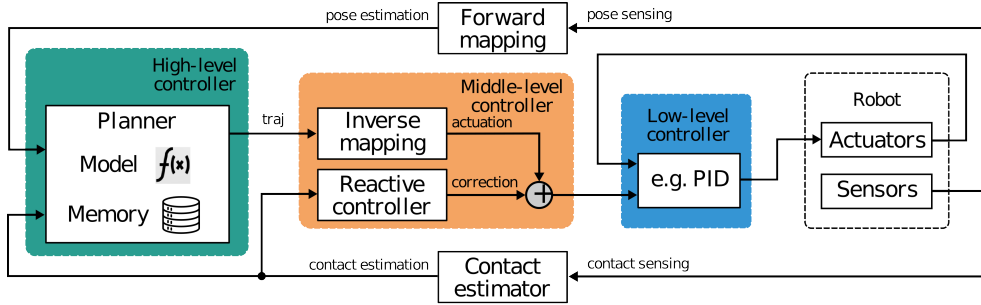 pose estimation
Forward
mapping
pose sensing
High-level
controller
Planner
Model
f(x)
Memory
traj
Middle-level
controller
Inverse
mapping
actuation
Reactive
controller
correction
+
Low-level
controller
e.g. PID
Robot
Actuators
Sensors
contact estimation
Contact
estimator
contact sensing